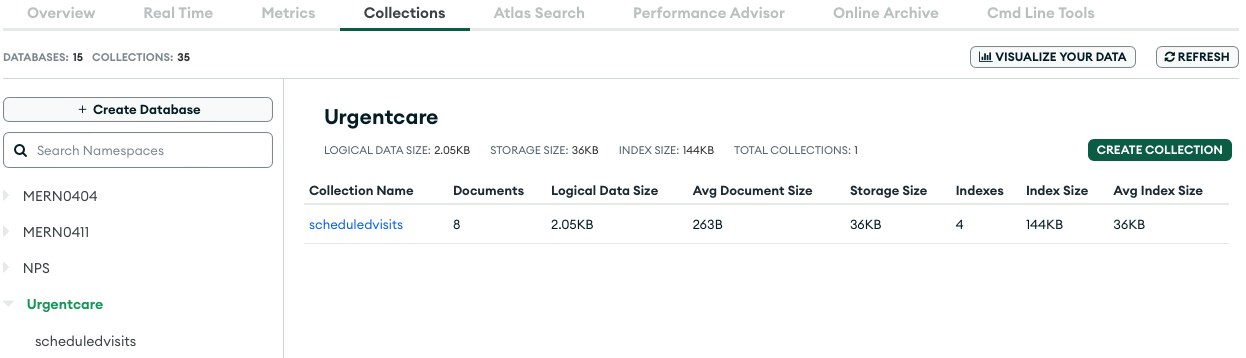 Overview Real Time Metrics Collections Atlas Search Performance Advisor Online Archive Cmd Line Tools
DATABASES: 15 COLLECTIONS: 35 VISUALIZE YOUR DATA REFRESH
+ Create Database
Search Namespaces
MERN0404
MERN0411
NPS
Urgentcare
scheduledvisits
Urgentcare
LOGICAL DATA SIZE: 2.05KB STORAGE SIZE: 36KB INDEX SIZE: 144KB TOTAL COLLECTIONS: 1 CREATE COLLECTION
Collection Name Documents Logical Data Size Avg Document Size Storage Size Indexes Index Size Avg Index Size
scheduledvisits 8 2.05KB 263B 36KB 4 144KB 36KB